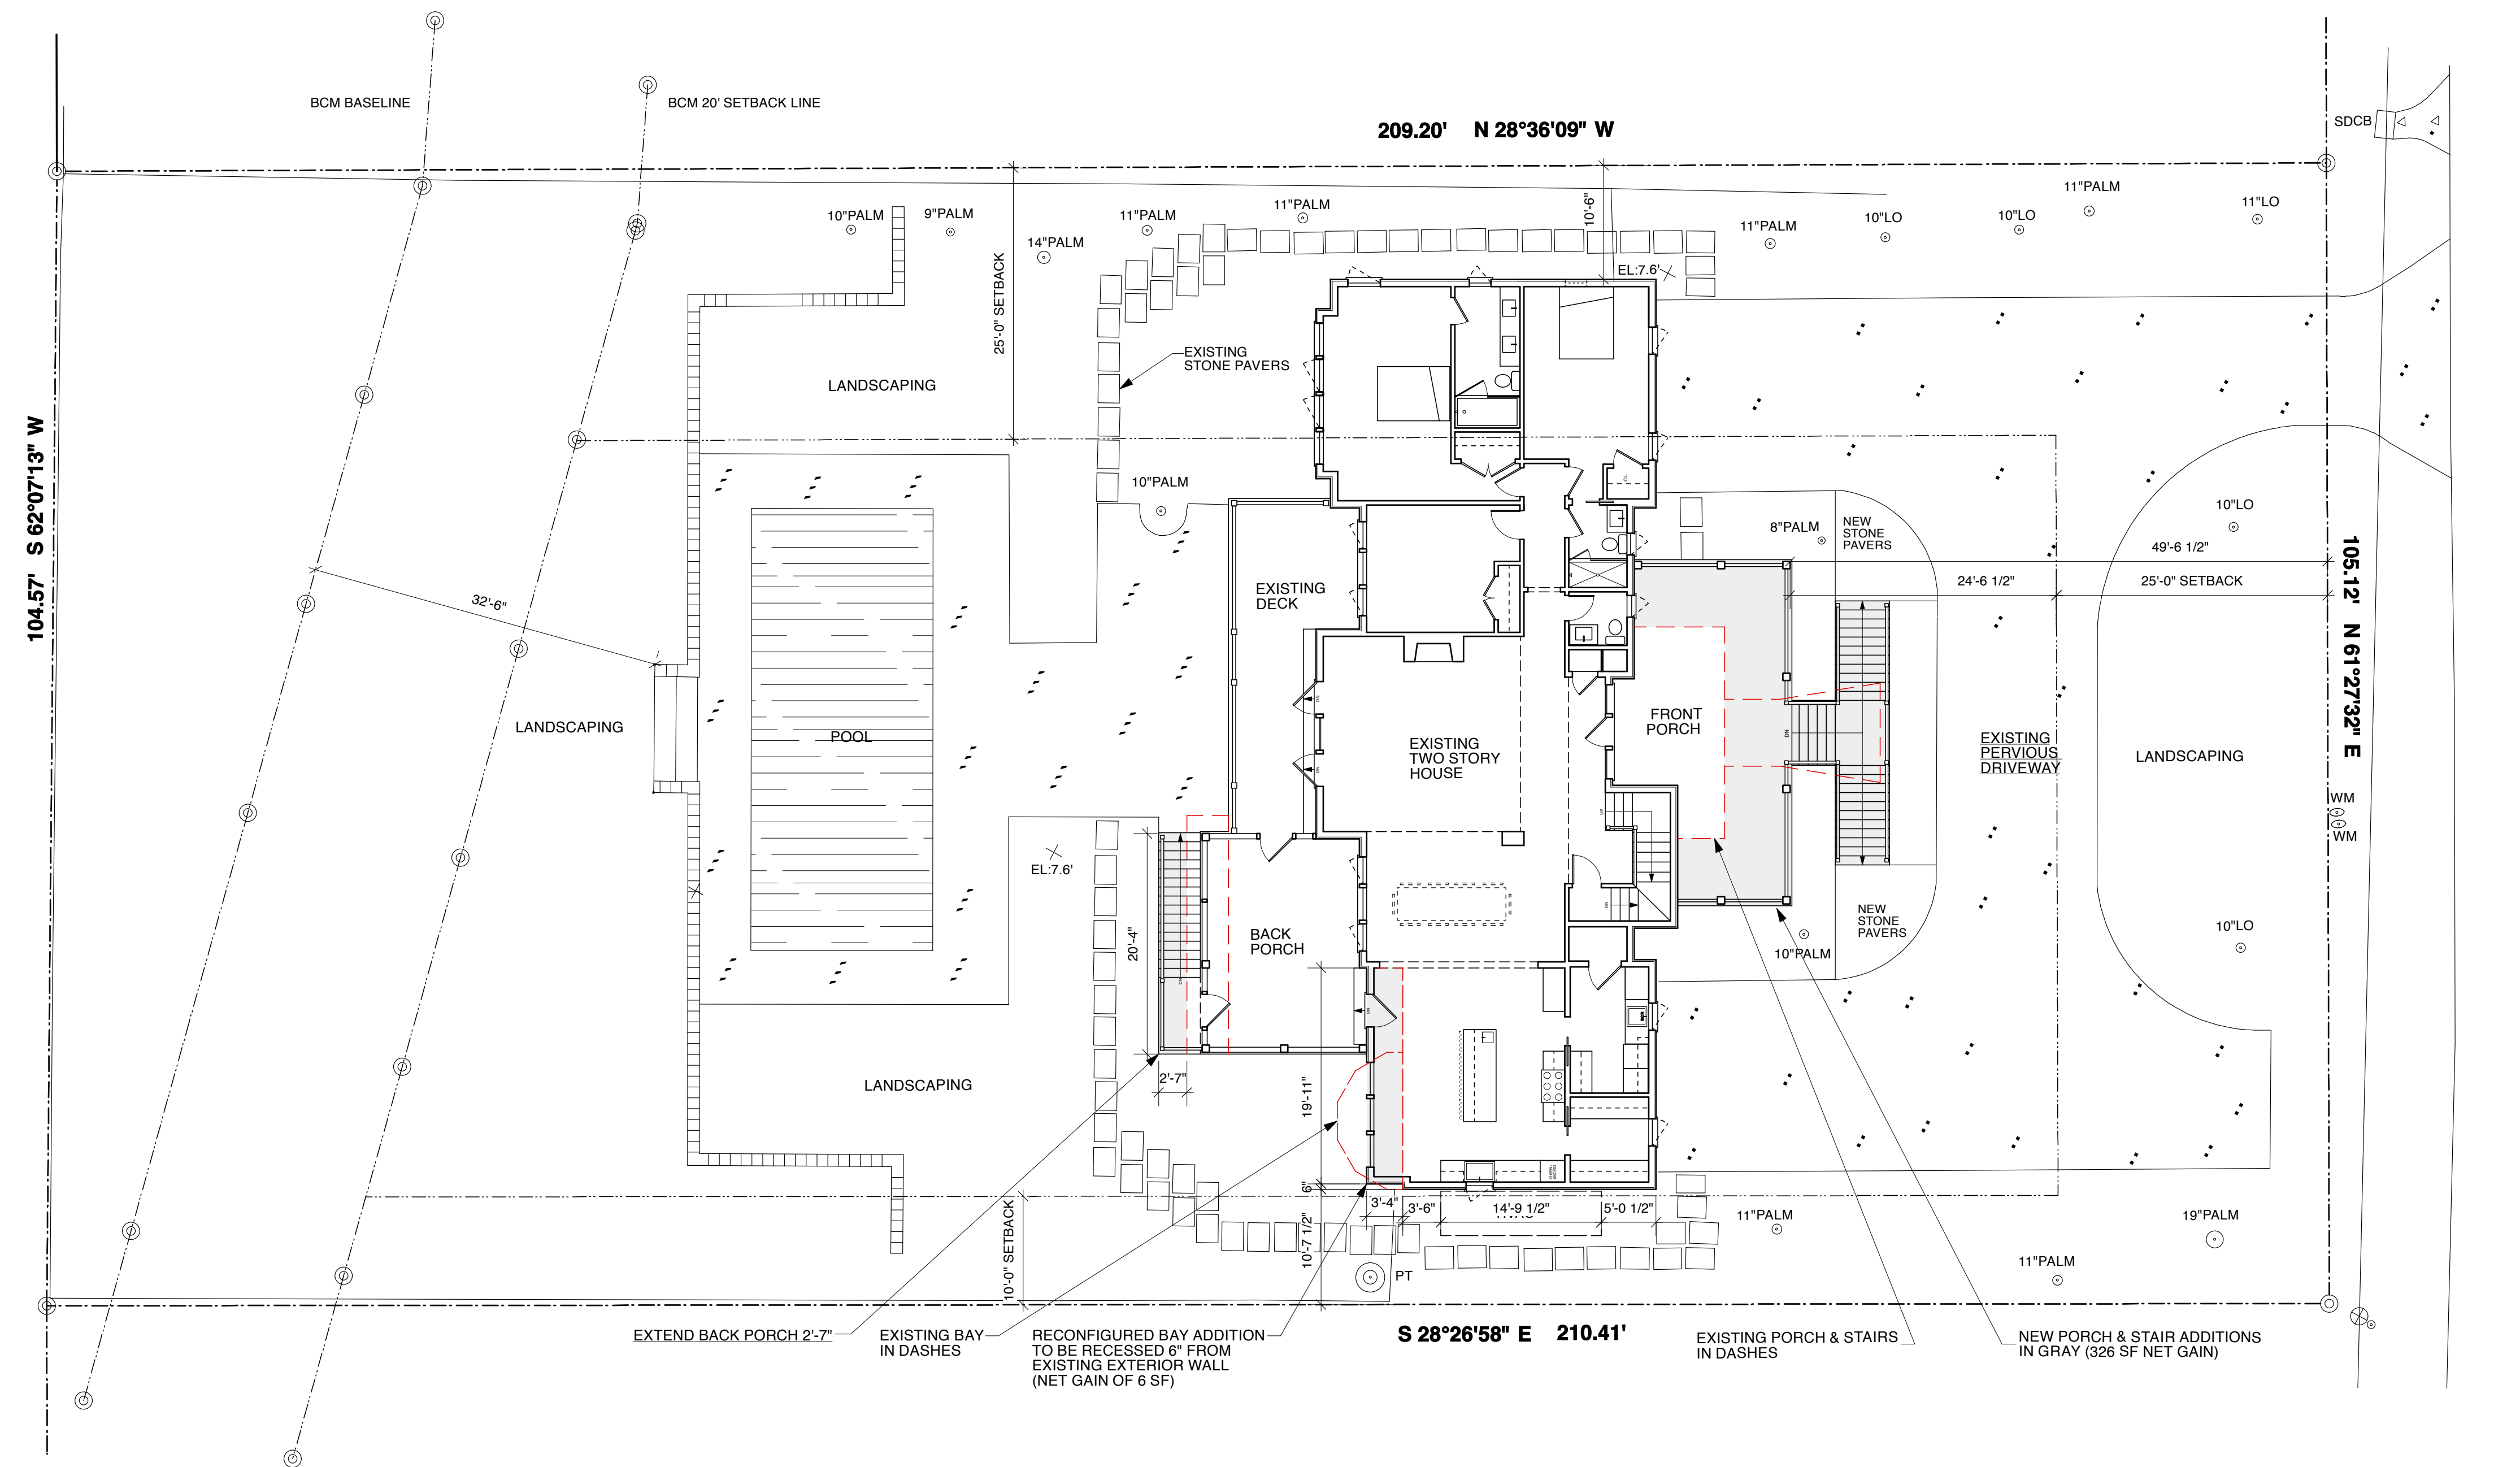 BCM BASELINE
BCM 20' SETBACK LINE
209.20' N 28°36'09" W
SDCB
10"PALM
9"PALM
14"PALM
11"PALM
11"PALM
10'-6"
11"PALM
10"LO
10"LO
11"PALM
11"LO
EL:7.6'
25'-0" SETBACK
EXISTING
STONE PAVERS
LANDSCAPING
104.57' S 62°07'13" W
10"PALM
CL
8"PALM
NEW
STONE
PAVERS
10"LO
49'-6 1/2"
24'-6 1/2"
25'-0" SETBACK
105.12' N 61°27'32" E
32'-6"
EXISTING
DECK
LANDSCAPING
POOL
DN
DN
EXISTING
TWO STORY
HOUSE
FRONT
PORCH
DN
EXISTING
PERVIOUS
DRIVEWAY
LANDSCAPING
WM
WM
UP
EL:7.6'
20'-4"
DN
BACK
PORCH
DN
DN
NEW
STONE
PAVERS
10"PALM
10"LO
LANDSCAPING
2'-7"
19'-11"
6"
3'-4"
3'-6"
14'-9 1/2"
5'-0 1/2"
10'-7 1/2"
10'-0" SETBACK
11"PALM
19"PALM
11"PALM
PT
EXTEND BACK PORCH 2'-7"
EXISTING BAY
IN DASHES
RECONFIGURED BAY ADDITION
TO BE RECESSED 6" FROM
EXISTING EXTERIOR WALL
(NET GAIN OF 6 SF)
S 28°26'58" E 210.41'
EXISTING PORCH & STAIRS
IN DASHES
NEW PORCH & STAIR ADDITIONS
IN GRAY (326 SF NET GAIN)